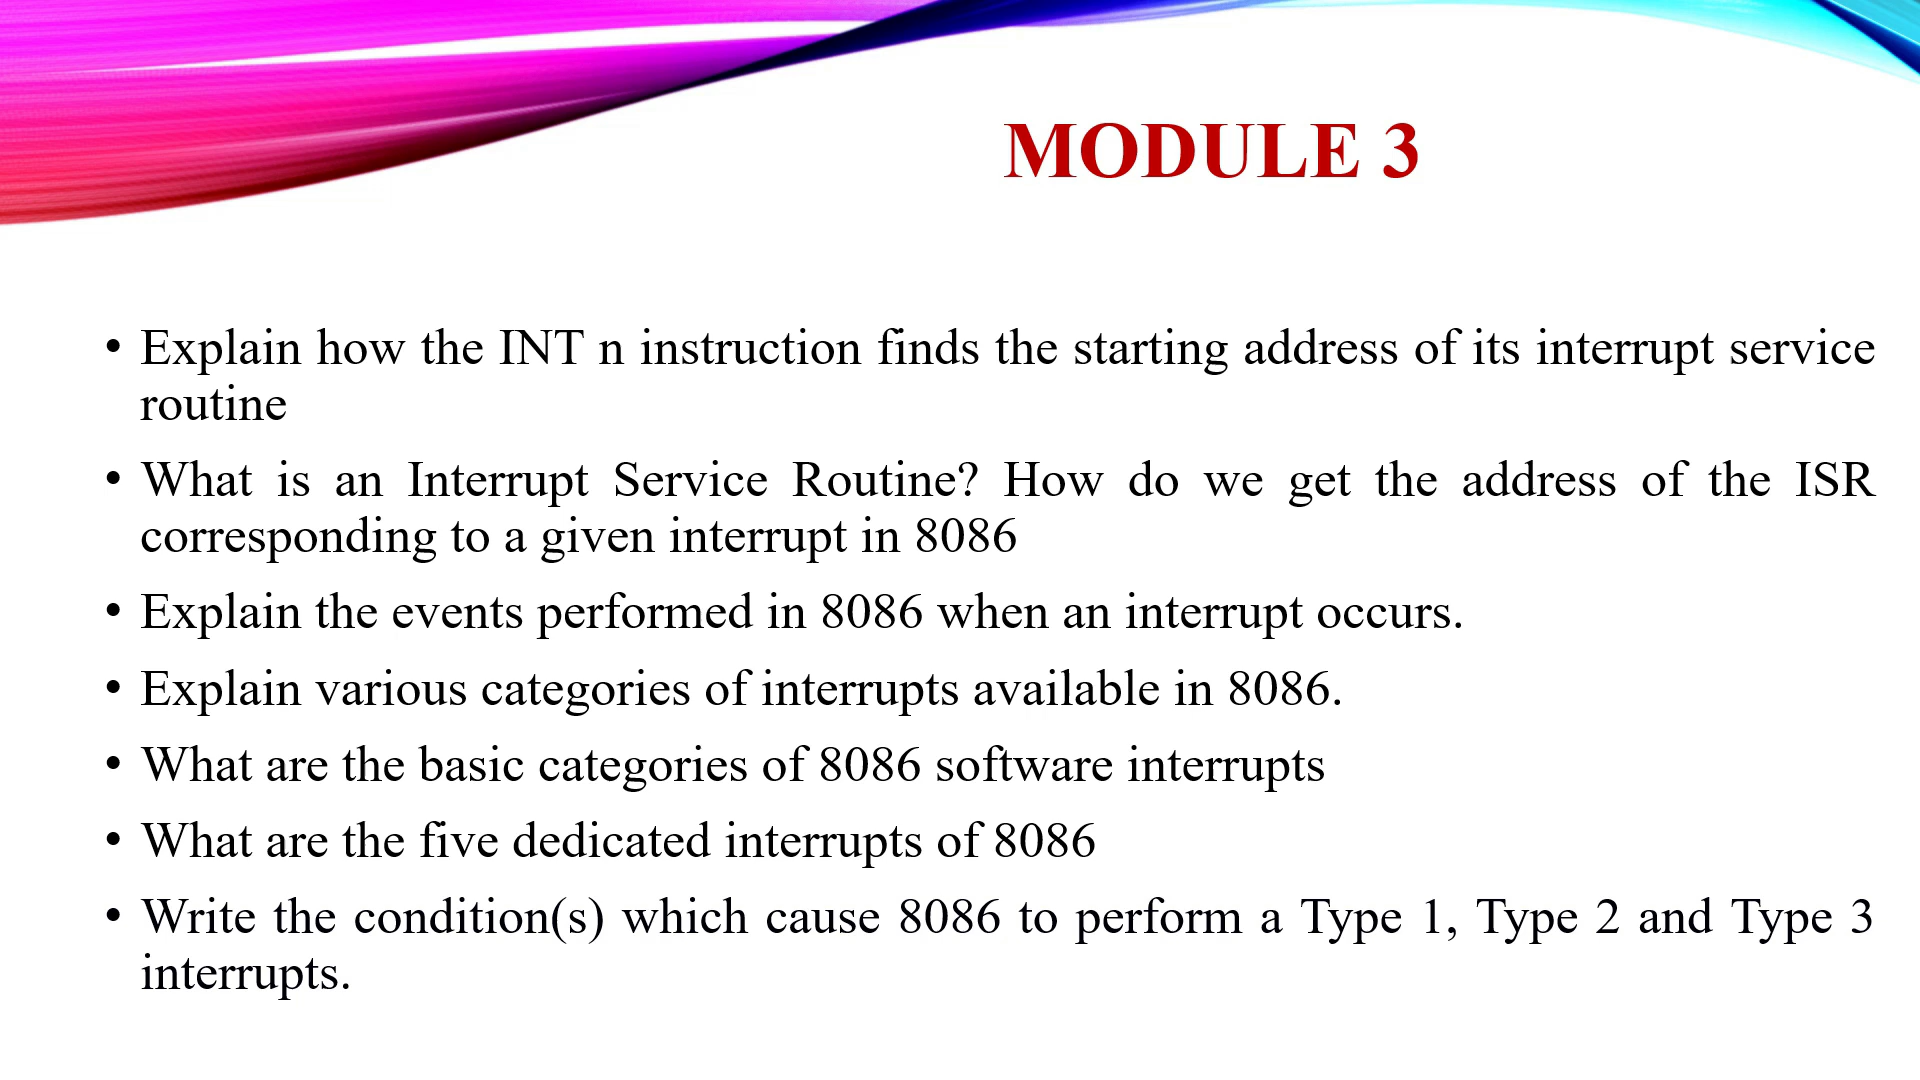 MODULE 3
• Explain how the INT n instruction finds the starting address of its interrupt service
routine
• What is an Interrupt Service Routine? How do we get the address of the ISR
corresponding to a given interrupt in 8086
• Explain the events performed in 8086 when an interrupt occurs.
• Explain various categories of interrupts available in 8086.
• What are the basic categories of 8086 software interrupts
• What are the five dedicated interrupts of 8086
• Write the condition(s) which cause 8086 to perform a Type 1, Type 2 and Type 3
interrupts.